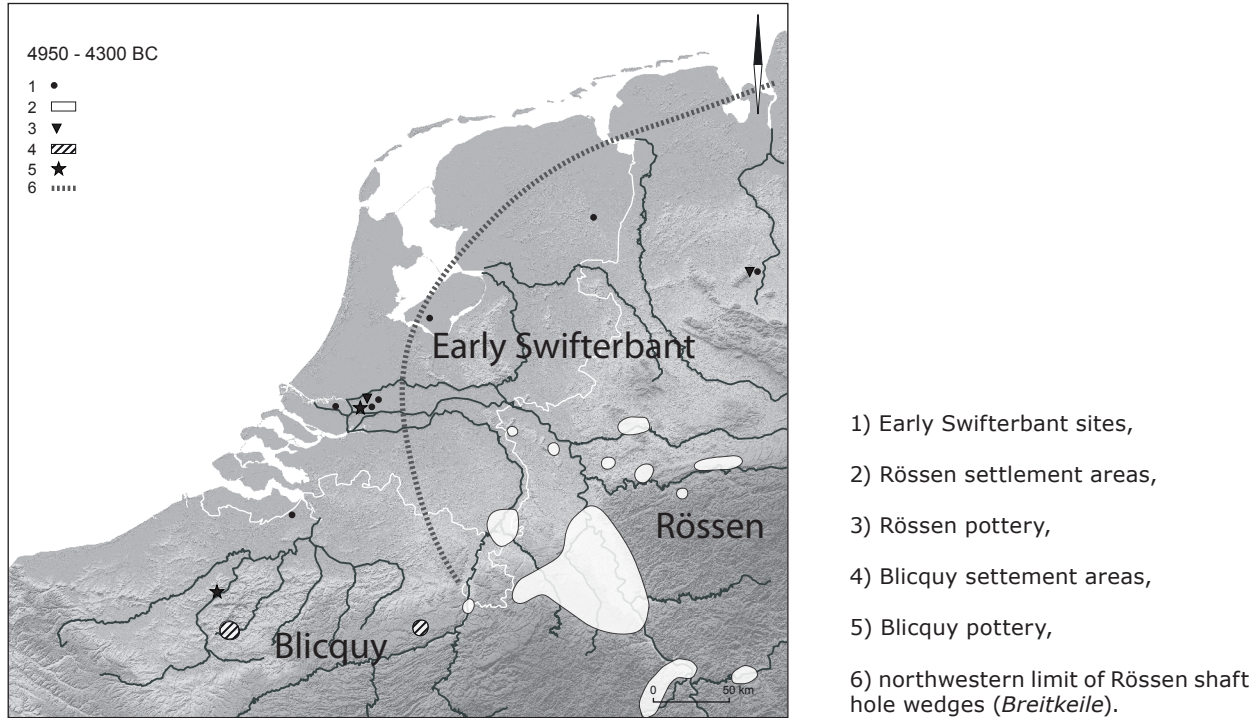 4950 - 4300 BC
1
2
3
4
5
6
Early Swifterbant
Rössen
Blicquy
0 50 km
1) Early Swifterbant sites,
2) Rössen settlement areas,
3) Rössen pottery,
4) Blicquy settement areas,
5) Blicquy pottery,
6) northwestern limit of Rössen shaft
hole wedges (Breitkeile).